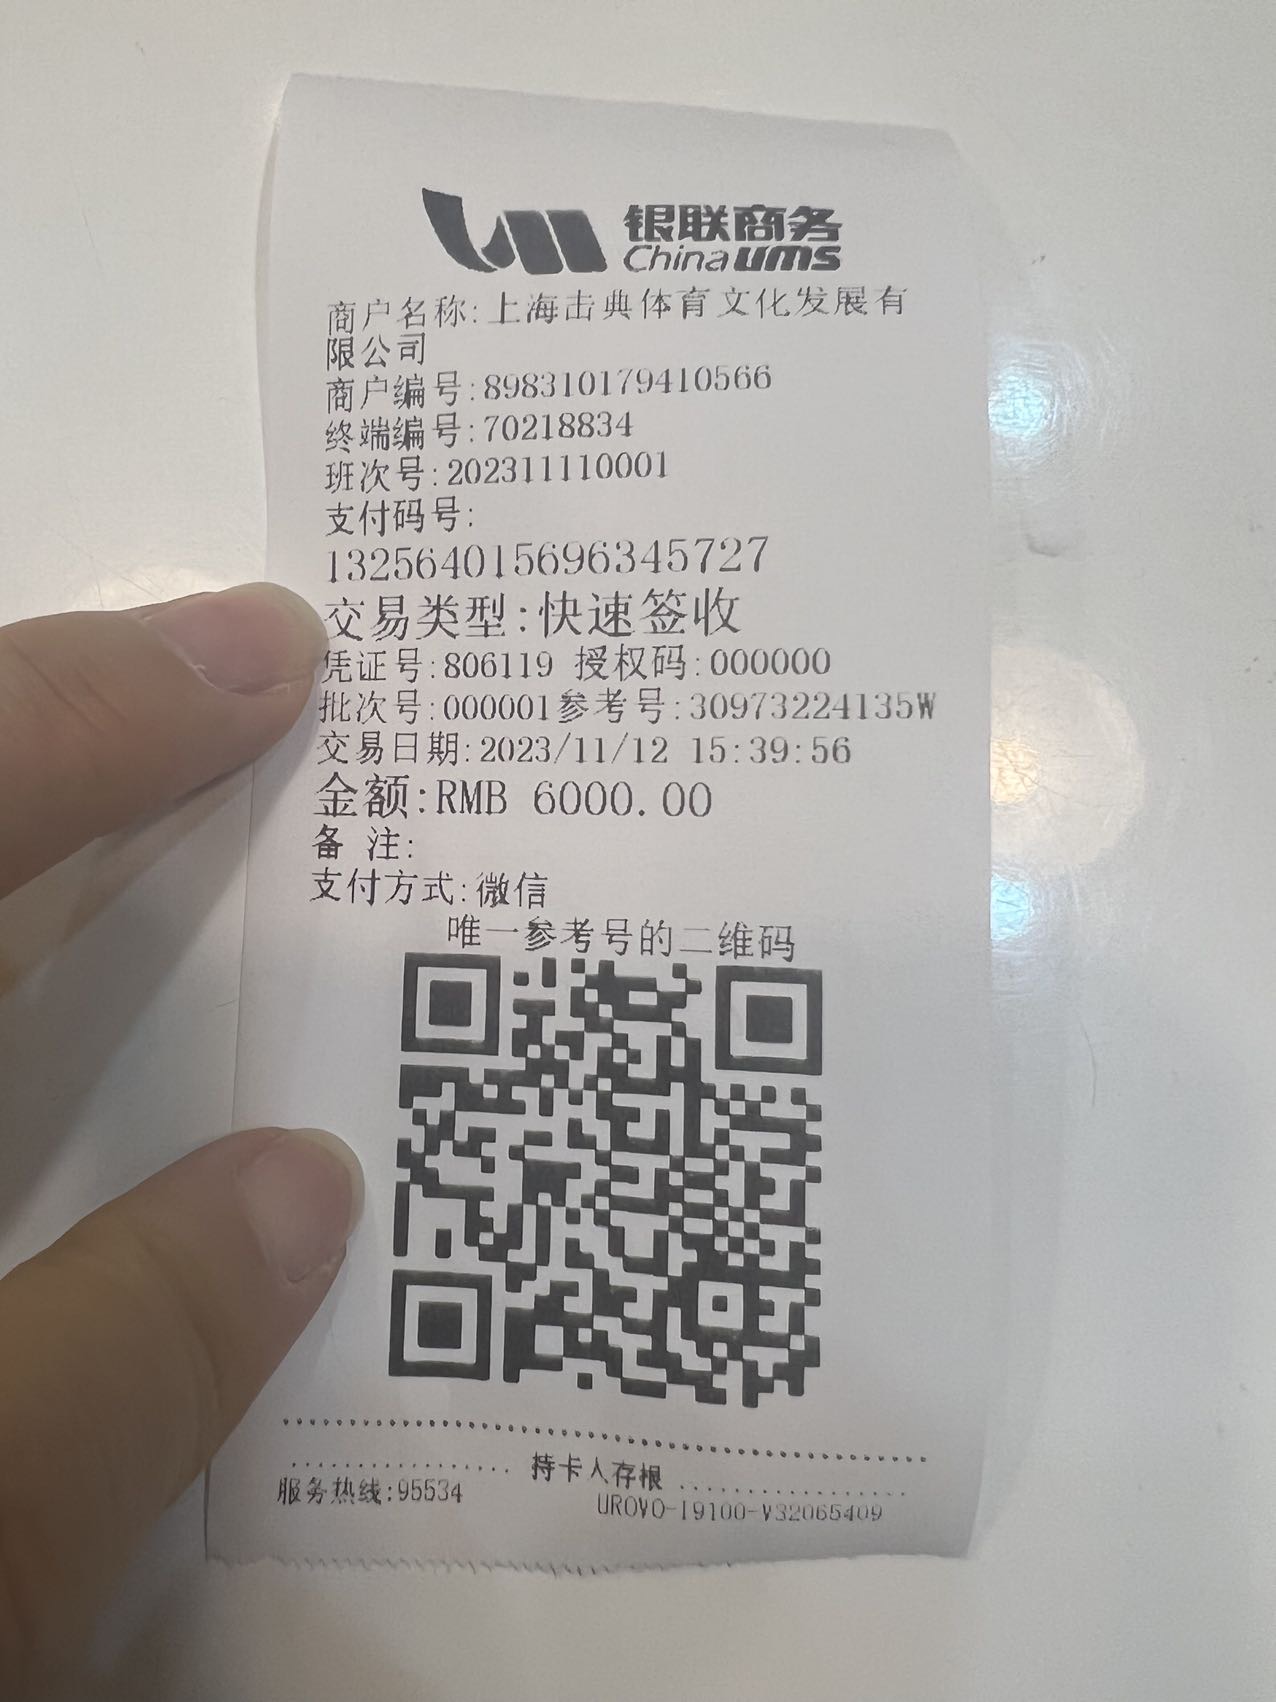 银联商务
China ums
商户名称:上海击典体育文化发展有
限公司
商户编号:898310179410566
终端编号:70218834
班次号:202311110001
支付码号:
132564015696345727
交易类型:快速签收
凭证号:806119 授权码:000000
批次号:000001参考号:30973224135W
交易日期:2023/11/12 15:39:56
金额:RMB 6000.00
备 注:
支付方式:微信
唯一参考号的二维码
持卡人存根
服务热线:95534
UROVO-I9100-V32065409